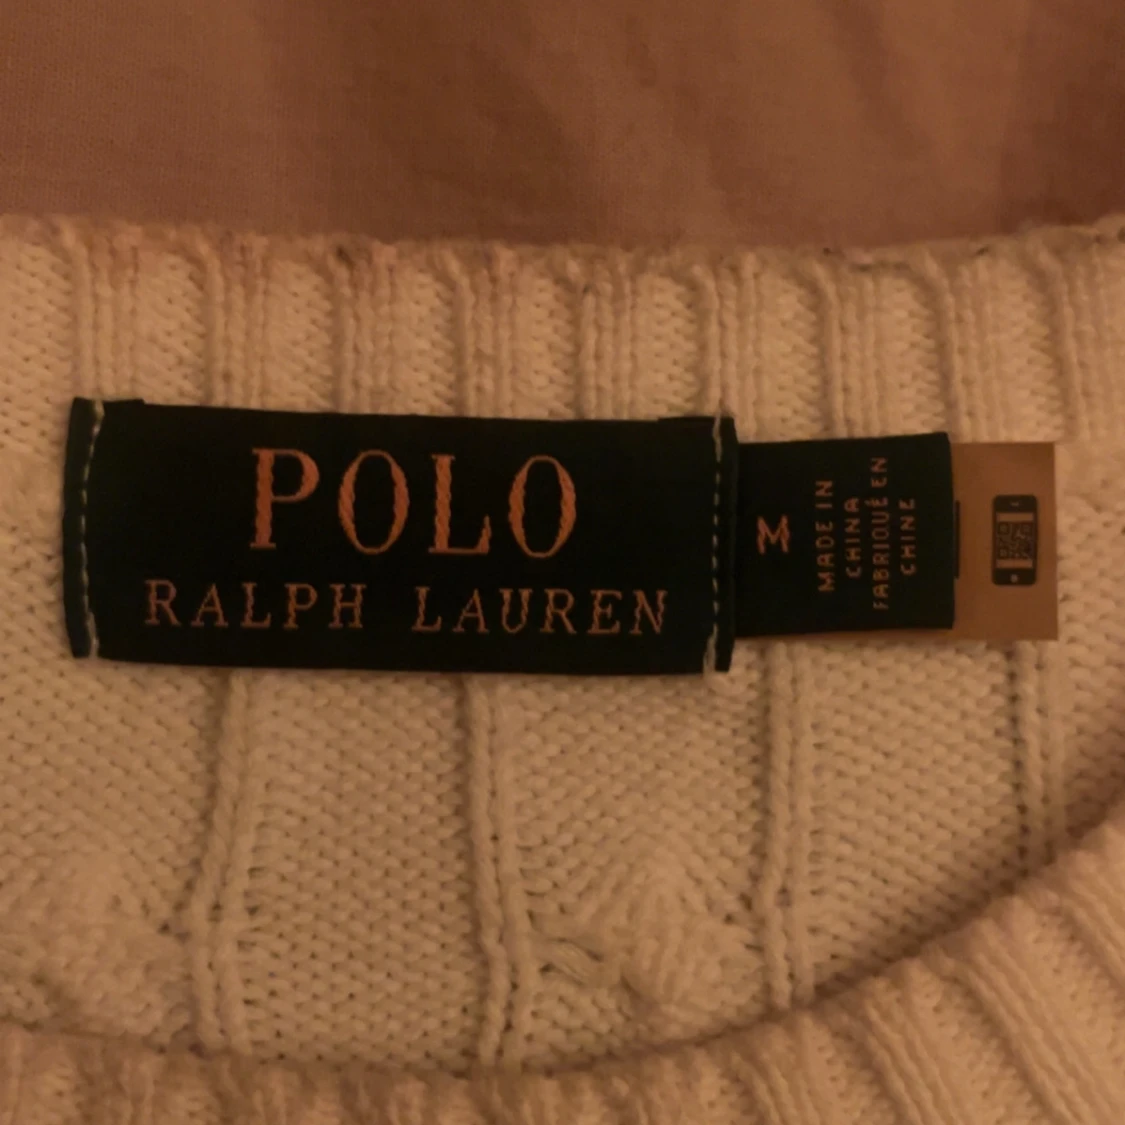 POLO
RALPH LAUREN
M
MADE IN
CHINA
FABRIQUÉ EN
CHINE